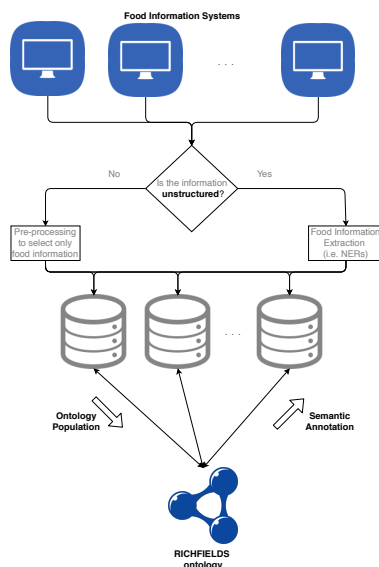 Food Information Systems
. . .
Is the information
unstructured?
No
Yes
Pre-processing
to select only
food information
Food Information
Extraction
(i.e. NERs)
. . .
Ontology
Population
Semantic
Annotation
RICHFIELDS
ontology